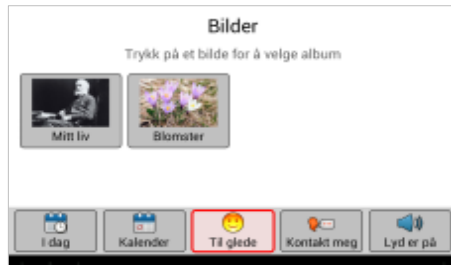 Bilder
Trykk på et bilde for å velge album
Mitt liv
Blomster
I dag
Kalender
Til glede
Kontakt meg
Lyd er på